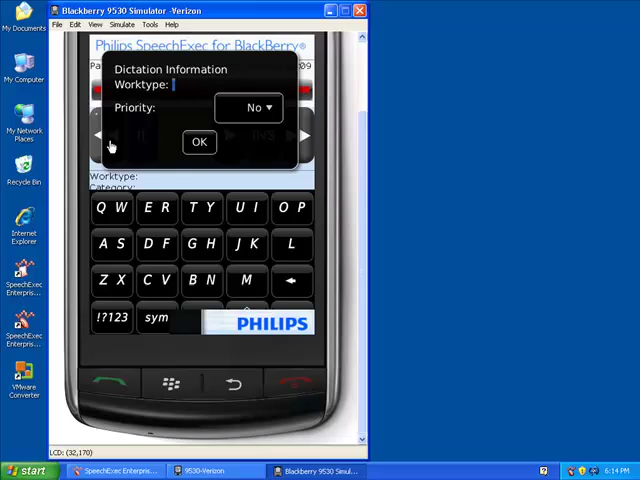 Blackberry 9530 Simulator -Verizon
File Edit View Simulate Tools Help
My Documents
My Computer
My Network Places
Recycle Bin
Internet Explorer
SpeechExec Enterpris...
SpeechExec Enterpris...
VMware Converter
Philips SpeechExec for BlackBerry®
Dictation Information
Worktype:
Priority: No
OK
Worktype:
Category:
Q W E R T Y U I O P
A S D F G H J K L
Z X C V B N M
!?123 sym
PHILIPS
LCD: (32,170)
start
SpeechExec Enterpris...
9530-Verizon
Blackberry 9530 Simul...
6:14 PM